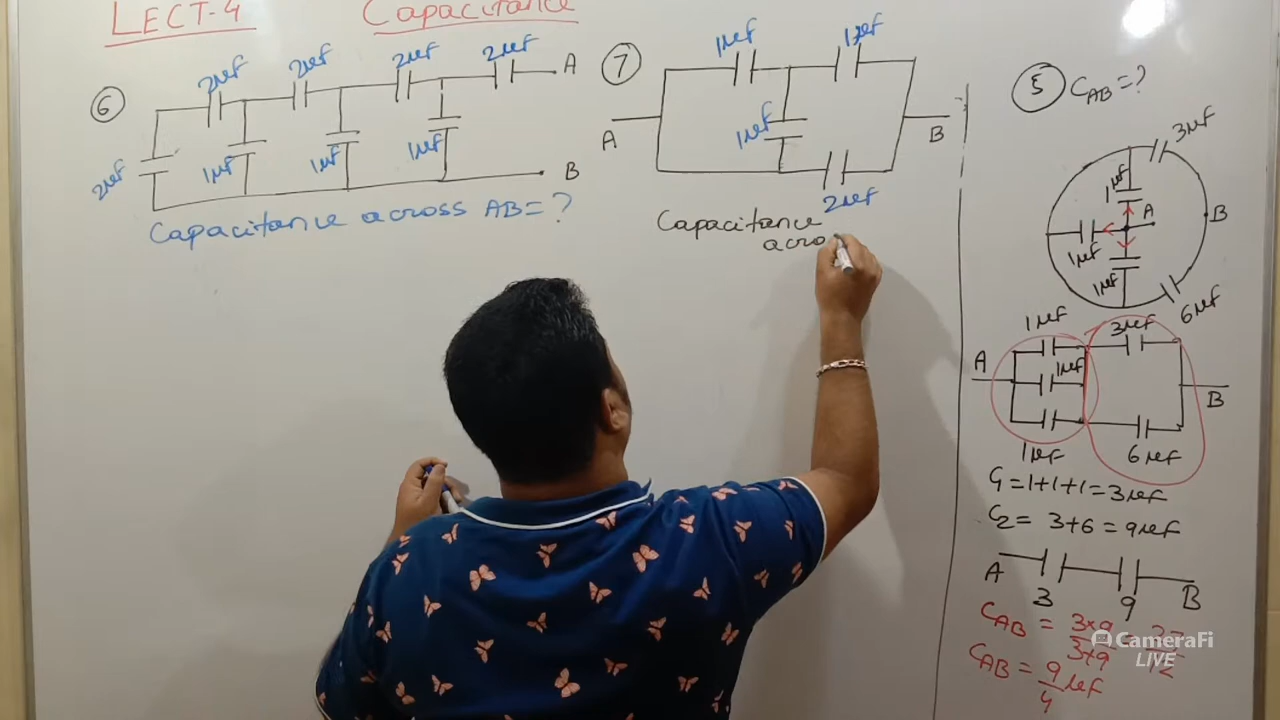 LECT-4
Capacitance
6
2μF
2μF
2μF
2μF
A
2μF
1μF
1μF
1μF
B
Capacitance across AB = ?
7
1μF
1μF
A
1μF
B
2μF
Capacitance
acro
5
CAB = ?
3μF
1μF
A
B
1μF
1μF
6μF
1μF
3μF
A
1μF
B
1μF
6μF
C1 = 1+1+1 = 3μF
C2 = 3+6 = 9μF
A
3
9
B
CAB = 3×9
3+9
CAB = 9/4 μF
CameraFi
LIVE